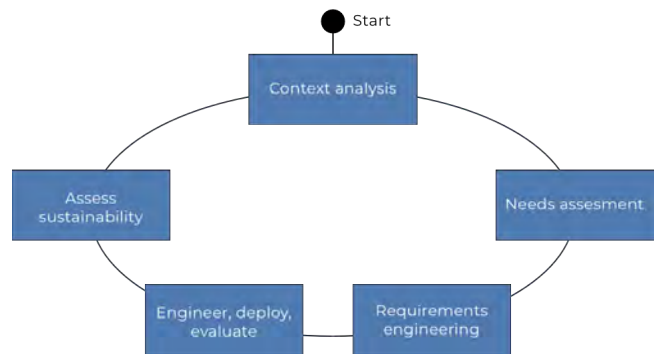 Start
Context analysis
Needs assesment
Requirements
engineering
Engineer, deploy,
evaluate
Assess
sustainability